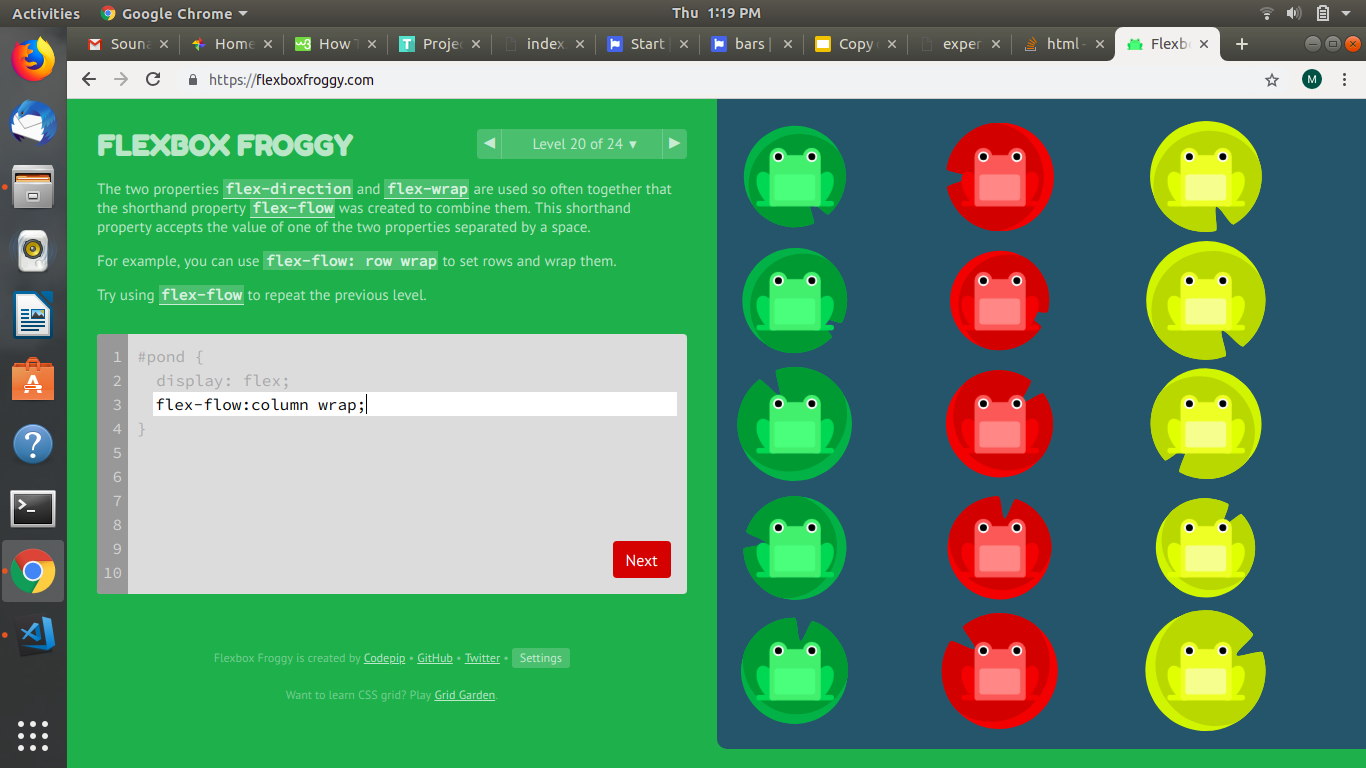 Activities
Google Chrome
Thu 1:19 PM
Souna
Home
How T
Projec
index
Start
bars |
Copy
exper
html -
Flexb
https://flexboxfroggy.com
M
FLEXBOX FROGGY
Level 20 of 24 ▾
The two properties flex-direction and flex-wrap are used so often together that
the shorthand property flex-flow was created to combine them. This shorthand
property accepts the value of one of the two properties separated by a space.
For example, you can use flex-flow: row wrap to set rows and wrap them.
Try using flex-flow to repeat the previous level.
1 #pond {
2 display: flex;
3 flex-flow:column wrap;
4 }
5
6
7
8
9
10
Next
Flexbox Froggy is created by Codepip • GitHub • Twitter • Settings
Want to learn CSS grid? Play Grid Garden.